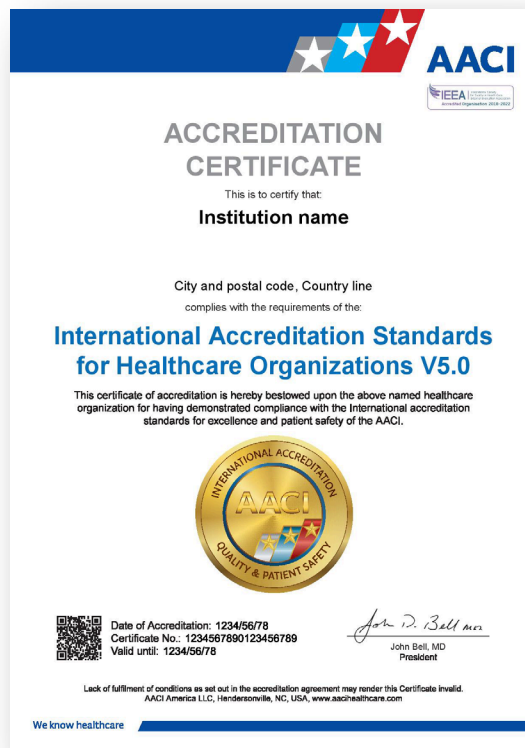 AACI
IEEA
Accredited Organisation 2018-2022
ACCREDITATION
CERTIFICATE
This is to certify that:
Institution name
City and postal code, Country line
complies with the requirements of the:
International Accreditation Standards
for Healthcare Organizations V5.0
This certificate of accreditation is hereby bestowed upon the above named healthcare
organization for having demonstrated compliance with the International accreditation
standards for excellence and patient safety of the AACI.
INTERNATIONAL ACCREDITATION
AACI
QUALITY & PATIENT SAFETY
Date of Accreditation: 1234/56/78
Certificate No.: 1234567890123456789
Valid until: 1234/56/78
John D. Bell
John Bell, MD
President
Lack of fulfilment of conditions as set out in the accreditation agreement may render this Certificate invalid.
AACI America LLC, Hendersonville, NC, USA, www.aacihealthcare.com
We know healthcare